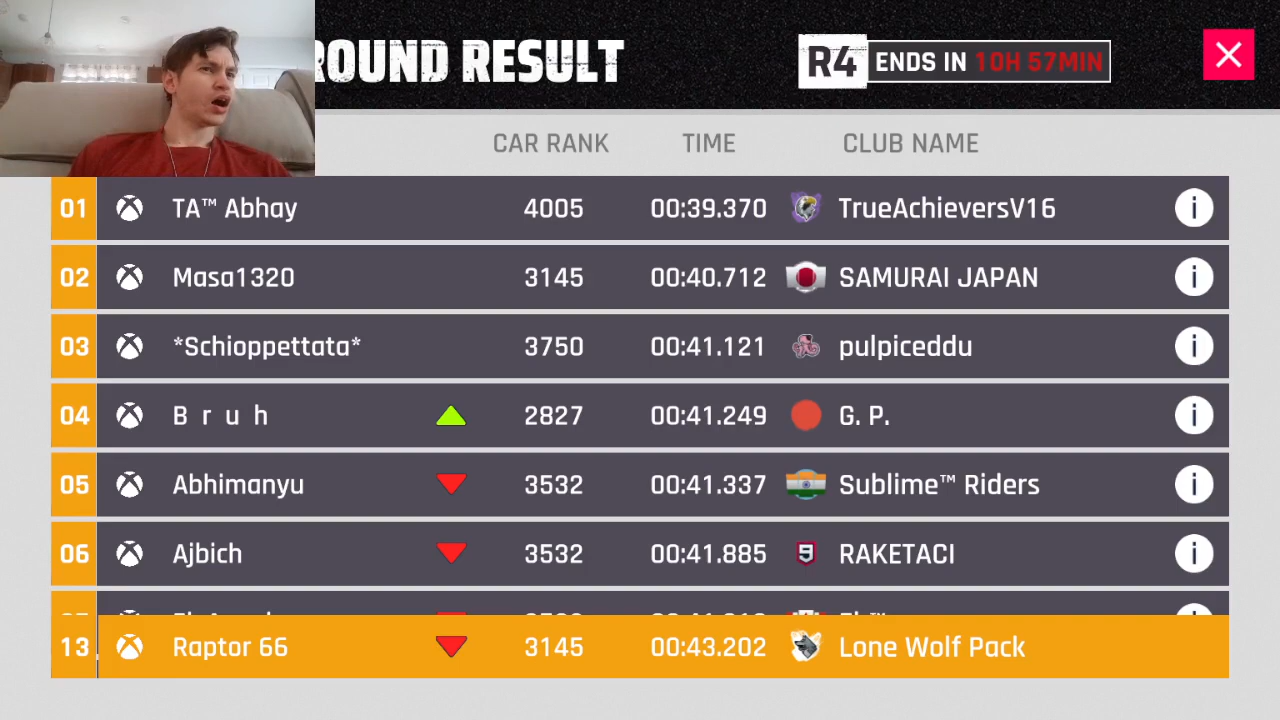 ROUND RESULT
R4 ENDS IN 10H 57MIN
CAR RANK TIME CLUB NAME
01 TA™ Abhay 4005 00:39.370 TrueAchieversV16 i
02 Masa1320 3145 00:40.712 SAMURAI JAPAN i
03 *Schioppettata* 3750 00:41.121 pulpiceddu i
04 B r u h 2827 00:41.249 G. P. i
05 Abhimanyu 3532 00:41.337 Sublime™ Riders i
06 Ajbich 3532 00:41.885 RAKETACI i
13 Raptor 66 3145 00:43.202 Lone Wolf Pack